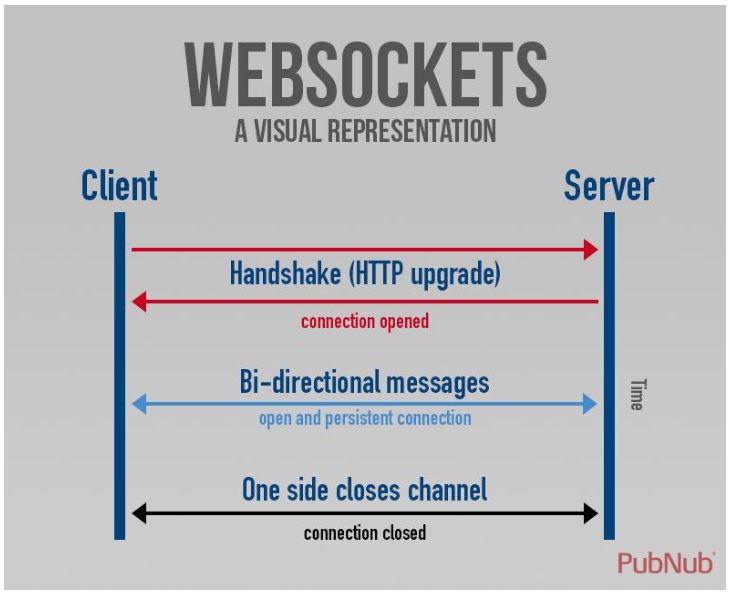 WEBSOCKETS
A VISUAL REPRESENTATION
Client
Server
Handshake (HTTP upgrade)
connection opened
Bi-directional messages
open and persistent connection
Time
One side closes channel
connection closed
PubNub